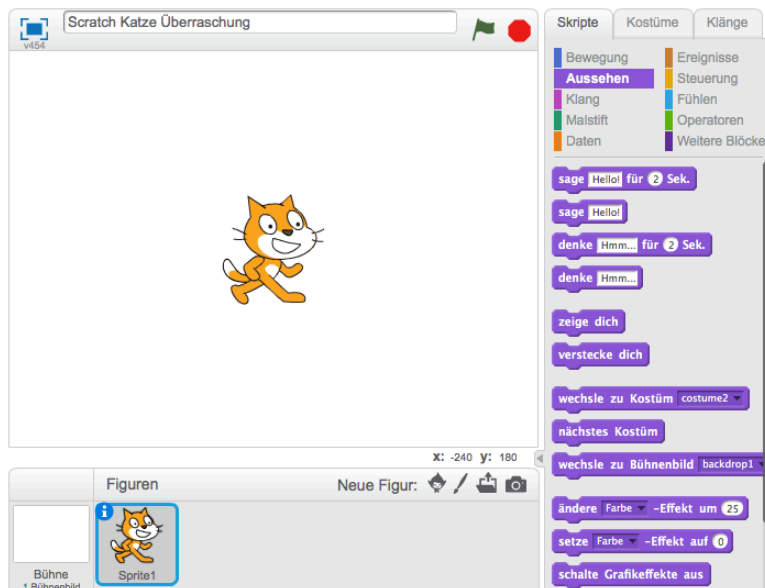 Scratch Katze Überraschung
v454
Skripte Kostüme Klänge
Bewegung Ereignisse
Aussehen Steuerung
Klang Fühlen
Malstift Operatoren
Daten Weitere Blöcke
sage Hello! für 2 Sek.
sage Hello!
denke Hmm... für 2 Sek.
denke Hmm...
zeige dich
verstecke dich
wechsle zu Kostüm costume2
nächstes Kostüm
wechsle zu Bühnenbild backdrop1
ändere Farbe -Effekt um 25
setze Farbe -Effekt auf 0
schalte Grafikeffekte aus
x: -240 y: 180
Figuren Neue Figur:
Bühne
1 Bühnenbild
Sprite1